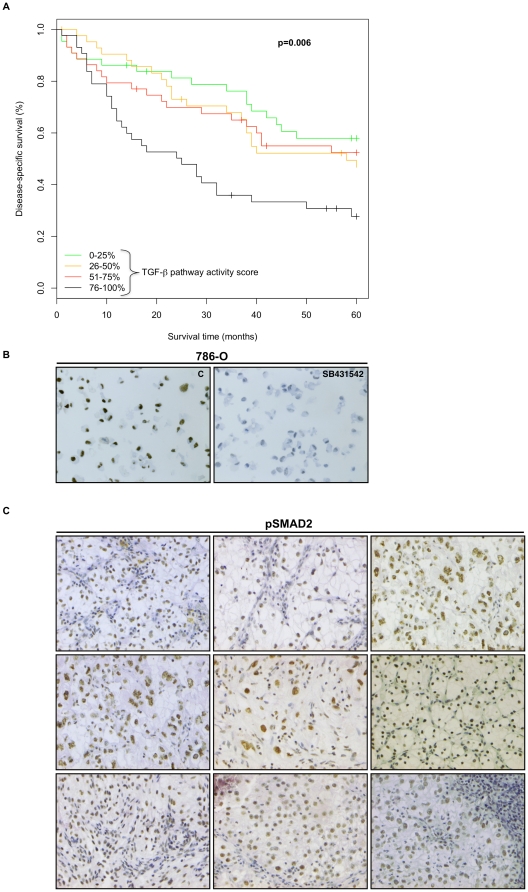 A
p=0.006
Disease-specific survival (%)
1.0
0.8
0.6
0.4
0.2
0.0
0-25%
26-50%
51-75%
76-100%
TGF-β pathway activity score
0 10 20 30 40 50 60
Survival time (months)
B
786-O
C
SB431542
C
pSMAD2